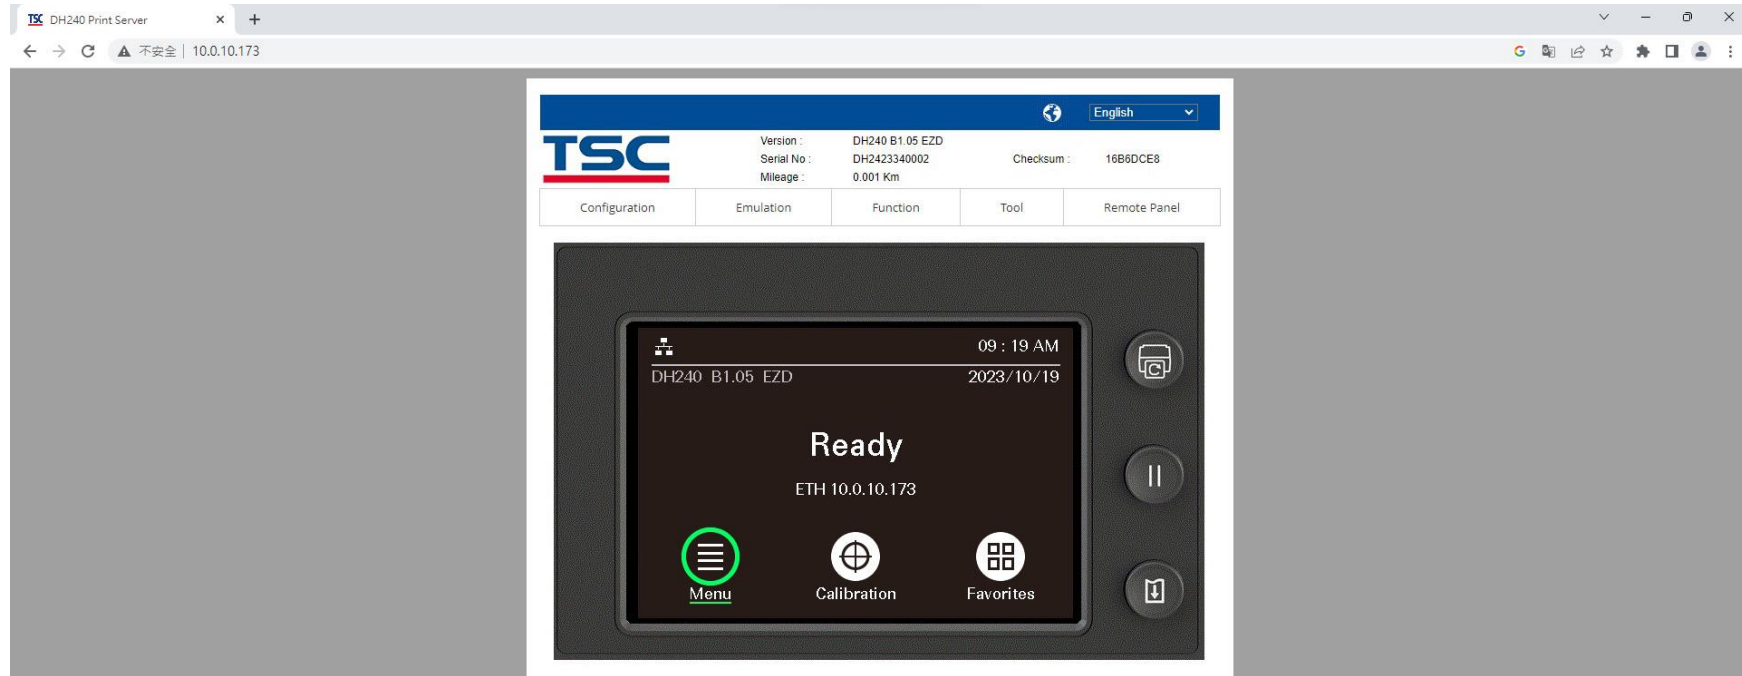 TSC DH240 Print Server
不安全 | 10.0.10.173
English
TSC
Version : DH240 B1.05 EZD
Serial No : DH2423340002 Checksum : 16B6DCE8
Mileage : 0.001 Km
Configuration Emulation Function Tool Remote Panel
09 : 19 AM
DH240 B1.05 EZD 2023/10/19
Ready
ETH 10.0.10.173
Menu Calibration Favorites